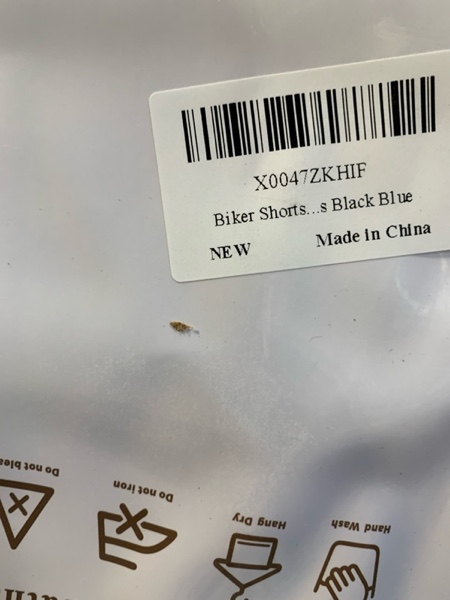 X0047ZKHIF
Biker Shorts...s Black Blue
NEW Made in China
Do not iron
Hang Dry
Hand Wash